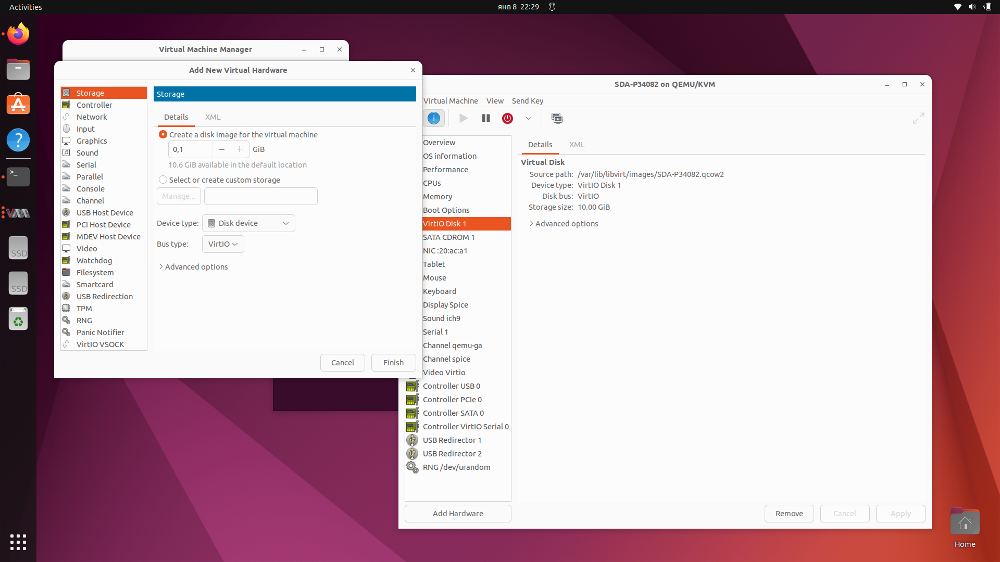 Activities
янв 8 22:29
Virtual Machine Manager
Add New Virtual Hardware
Storage
Controller
Network
Input
Graphics
Sound
Serial
Parallel
Console
Channel
USB Host Device
PCI Host Device
MDEV Host Device
Video
Watchdog
Filesystem
Smartcard
USB Redirection
TPM
RNG
Panic Notifier
VirtIO VSOCK
Storage
Details XML
Create a disk image for the virtual machine
0,1 − + GiB
10.6 GiB available in the default location
Select or create custom storage
Manage...
Device type: Disk device
Bus type: VirtIO
Advanced options
Cancel Finish
SDA-P34082 on QEMU/KVM
Virtual Machine View Send Key
Overview
OS information
Performance
CPUs
Memory
Boot Options
VirtIO Disk 1
SATA CDROM 1
NIC :20:ac:a1
Tablet
Mouse
Keyboard
Display Spice
Sound ich9
Serial 1
Channel qemu-ga
Channel spice
Video Virtio
Controller USB 0
Controller PCIe 0
Controller SATA 0
Controller VirtIO Serial 0
USB Redirector 1
USB Redirector 2
RNG /dev/urandom
Add Hardware
Details XML
Virtual Disk
Source path: /var/lib/libvirt/images/SDA-P34082.qcow2
Device type: VirtIO Disk 1
Disk bus: VirtIO
Storage size: 10.00 GiB
Advanced options
Remove Cancel Apply
SSD
SSD
Home